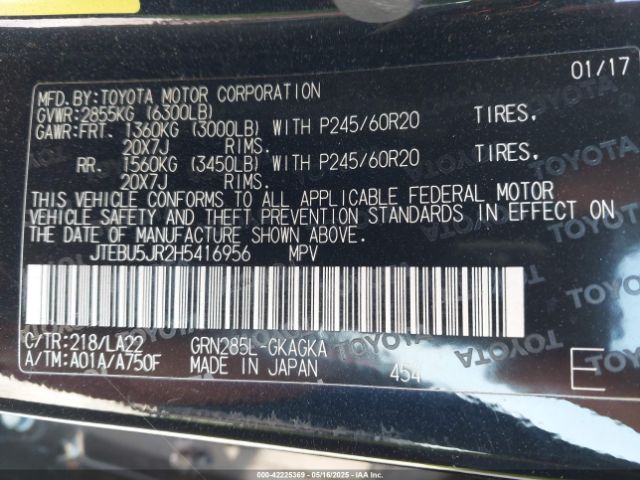 01/17
MFD.BY:TOYOTA MOTOR CORPORATION
GVWR:2855KG (6300LB)
GAWR:FRT. 1360KG (3000LB) WITH P245/60R20 TIRES,
20X7J RIMS.
RR. 1560KG (3450LB) WITH P245/60R20 TIRES,
20X7J RIMS.
THIS VEHICLE CONFORMS TO ALL APPLICABLE FEDERAL MOTOR
VEHICLE SAFETY AND THEFT PREVENTION STANDARDS IN EFFECT ON
THE DATE OF MANUFACTURE SHOWN ABOVE.
JTEBU5JR2H5416956 MPV
C/TR:218/LA22 GRN285L-GKAGKA
A/TM:A01A/A750F MADE IN JAPAN 454 E
TOYOTA
000-42225369 - 05/16/2025 - IAAI.COM